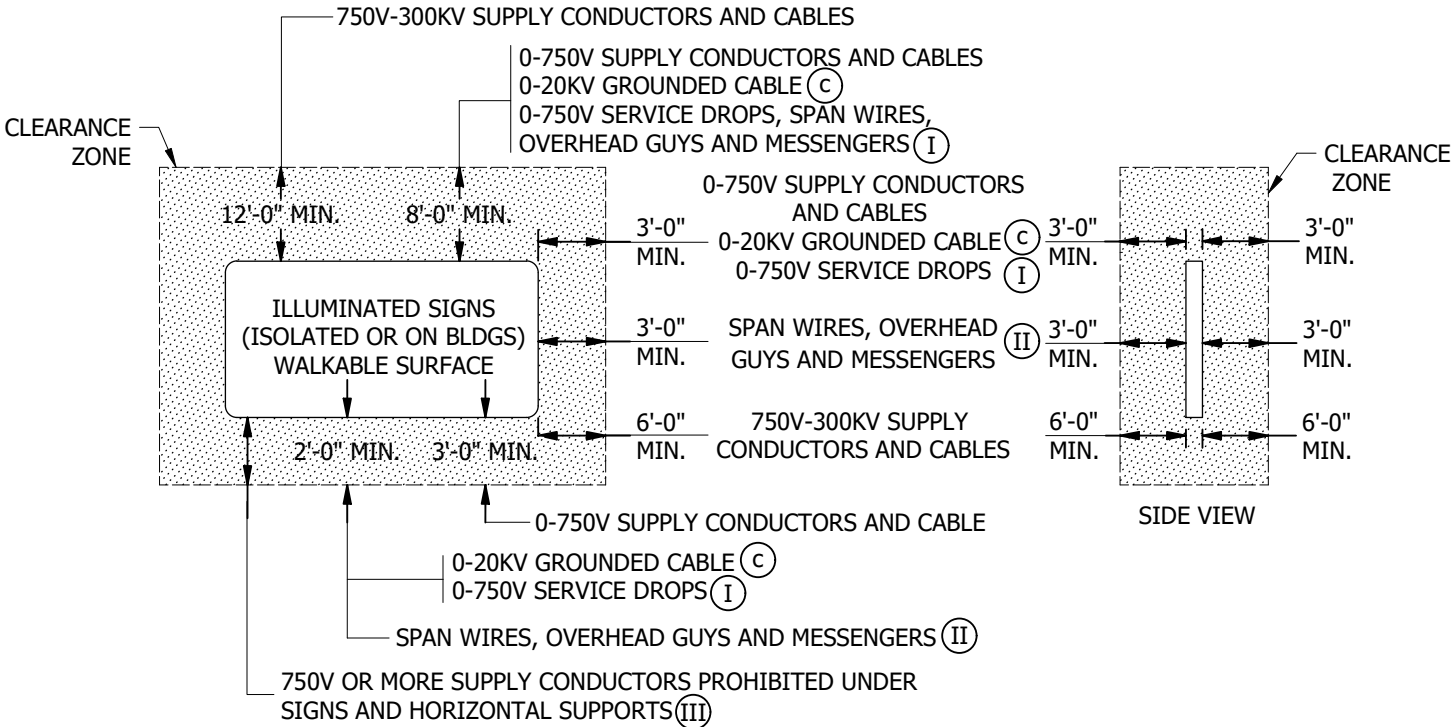 750V-300KV SUPPLY CONDUCTORS AND CABLES
0-750V SUPPLY CONDUCTORS AND CABLES
0-20KV GROUNDED CABLE C
0-750V SERVICE DROPS, SPAN WIRES,
OVERHEAD GUYS AND MESSENGERS I
CLEARANCE
ZONE
CLEARANCE
ZONE
12'-0" MIN.
8'-0" MIN.
ILLUMINATED SIGNS
(ISOLATED OR ON BLDGS)
WALKABLE SURFACE
3'-0"
MIN.
0-750V SUPPLY CONDUCTORS
AND CABLES
0-20KV GROUNDED CABLE C
0-750V SERVICE DROPS I
3'-0"
MIN.
3'-0"
MIN.
3'-0"
MIN.
SPAN WIRES, OVERHEAD
GUYS AND MESSENGERS II
3'-0"
MIN.
3'-0"
MIN.
6'-0"
MIN.
750V-300KV SUPPLY
CONDUCTORS AND CABLES
6'-0"
MIN.
6'-0"
MIN.
2'-0" MIN.
3'-0" MIN.
SIDE VIEW
0-750V SUPPLY CONDUCTORS AND CABLE
0-20KV GROUNDED CABLE C
0-750V SERVICE DROPS I
SPAN WIRES, OVERHEAD GUYS AND MESSENGERS II
750V OR MORE SUPPLY CONDUCTORS PROHIBITED UNDER
SIGNS AND HORIZONTAL SUPPORTS III